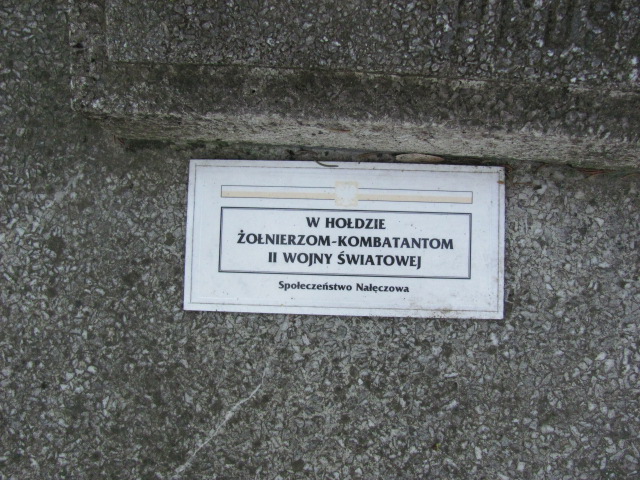 W HOŁDZIE
ŻOŁNIERZOM-KOMBATANTOM
II WOJNY ŚWIATOWEJ
Społeczeństwo Nałęczowa